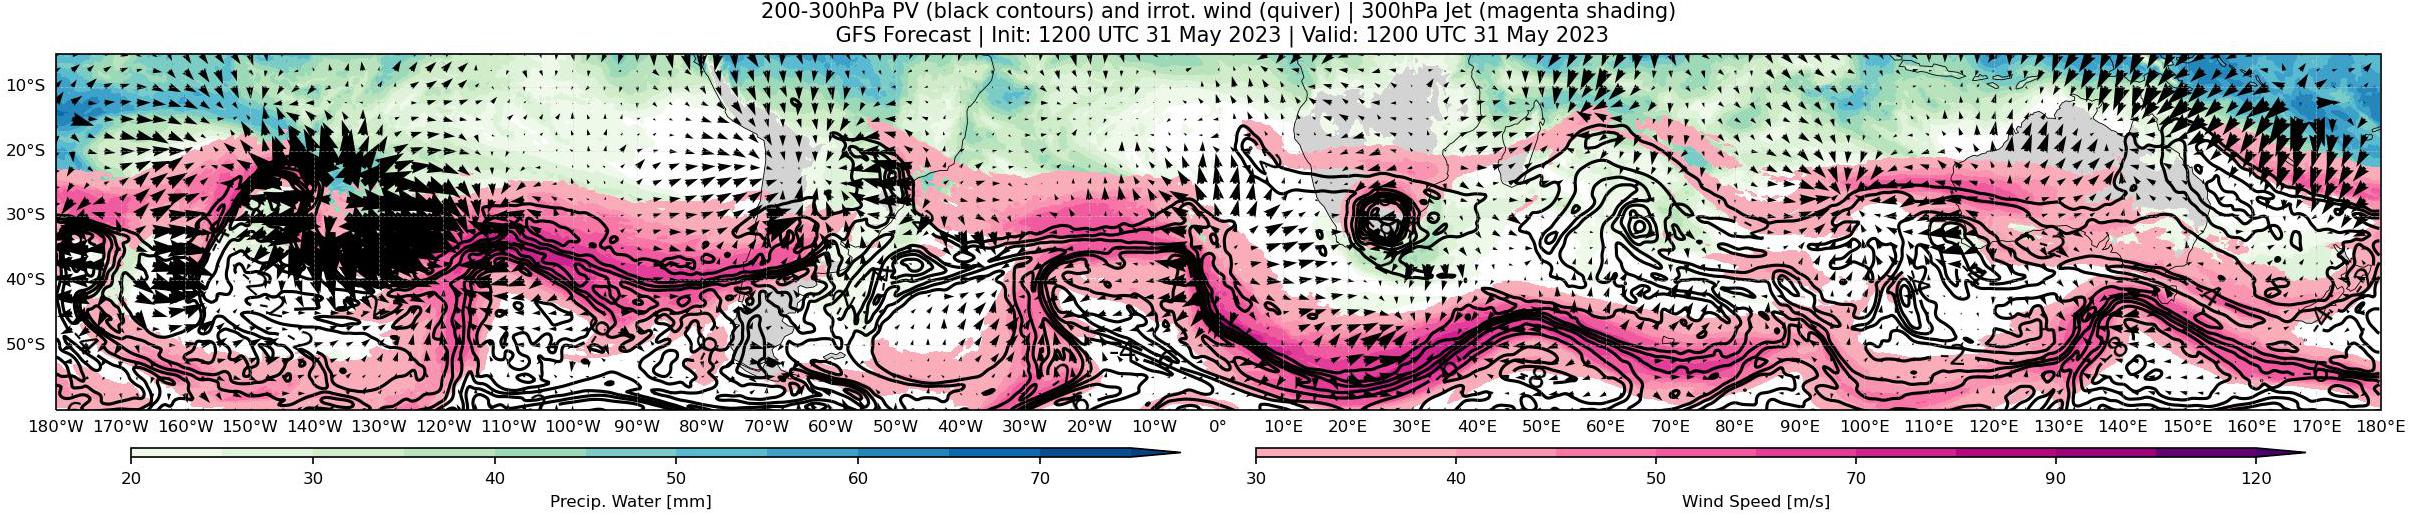 200-300hPa PV (black contours) and irrot. wind (quiver) | 300hPa Jet (magenta shading)
GFS Forecast | Init: 1200 UTC 31 May 2023 | Valid: 1200 UTC 31 May 2023
10°S
20°S
30°S
40°S
50°S
180°W 170°W 160°W 150°W 140°W 130°W 120°W 110°W 100°W 90°W 80°W 70°W 60°W 50°W 40°W 30°W 20°W 10°W 0° 10°E 20°E 30°E 40°E 50°E 60°E 70°E 80°E 90°E 100°E 110°E 120°E 130°E 140°E 150°E 160°E 170°E 180°E
20 30 40 50 60 70
Precip. Water [mm]
30 40 50 70 90 120
Wind Speed [m/s]